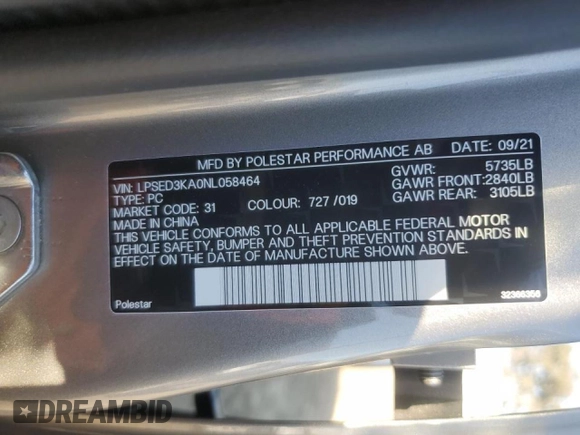 MFD BY POLESTAR PERFORMANCE AB DATE: 09/21
VIN: LPSED3KA0NL058464 GVWR: 5735LB
TYPE: PC GAWR FRONT:2840LB
MARKET CODE: 31 COLOUR: 727 /019 GAWR REAR: 3105LB
MADE IN CHINA
THIS VEHICLE CONFORMS TO ALL APPLICABLE FEDERAL MOTOR
VEHICLE SAFETY, BUMPER AND THEFT PREVENTION STANDARDS IN
EFFECT ON THE DATE OF MANUFACTURE SHOWN ABOVE.
Polestar
DREAMBID